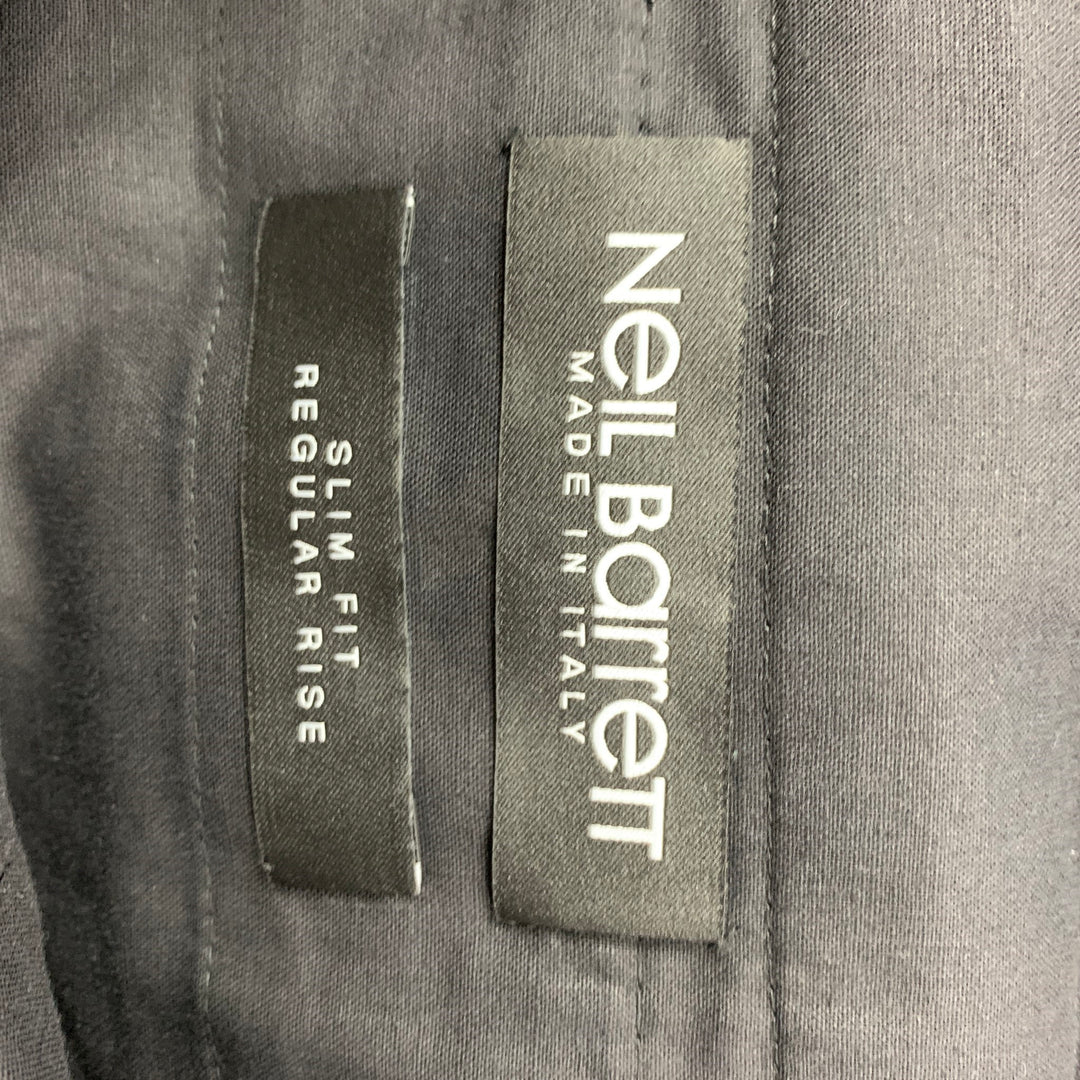 Neil Barrett
MADE IN ITALY
SLIM FIT
REGULAR RISE